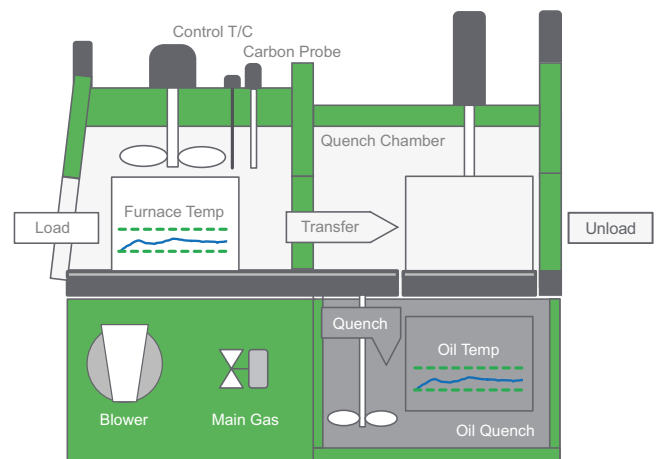 Control T/C
Carbon Probe
Quench Chamber
Load
Furnace Temp
Transfer
Unload
Quench
Oil Temp
Blower
Main Gas
Oil Quench